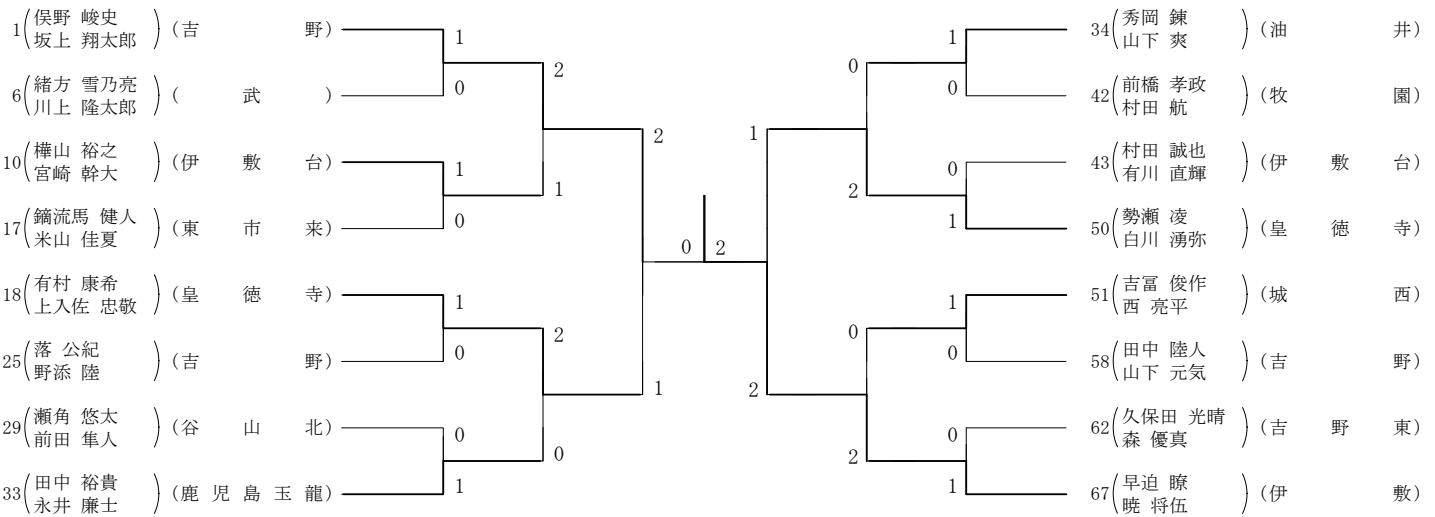 1 俣野 峻史 (吉 野)
坂上 翔太郎
6 緒方 雪乃亮 ( 武 )
川上 隆太郎
10 樺山 裕之 (伊 敷 台)
宮崎 幹大
17 鏑流馬 健人 (東 市 来)
米山 佳夏
18 有村 康希 (皇 徳 寺)
上入佐 忠敬
25 落 公紀 (吉 野)
野添 陸
29 瀬角 悠太 (谷 山 北)
前田 隼人
33 田中 裕貴 (鹿 児 島 玉 龍)
永井 廉士
1
0
1
0
1
0
0
1
2
1
2
0
2
1
0 2
1
2
0
2
0
2
1
0
0
1
1
0
0
1
34 秀岡 錬 (油 井)
山下 爽
42 前橋 孝政 (牧 園)
村田 航
43 村田 誠也 (伊 敷 台)
有川 直輝
50 勢瀬 凌 (皇 徳 寺)
白川 湧弥
51 吉冨 俊作 (城 西)
西 亮平
58 田中 陸人 (吉 野)
山下 元気
62 久保田 光晴 (吉 野 東)
森 優真
67 早迫 瞭 (伊 敷)
暁 将伍